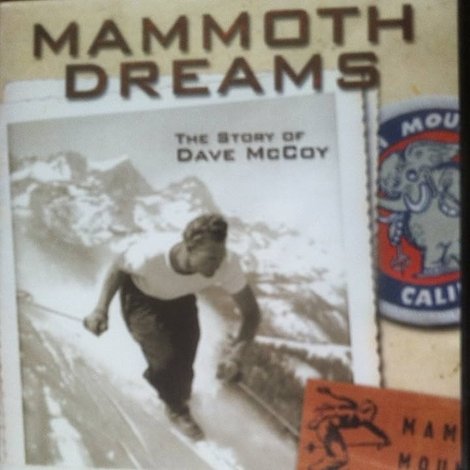 MAMMOTH
DREAMS
THE STORY OF
DAVE MCCOY
MOU
CALI
MAM
MOU